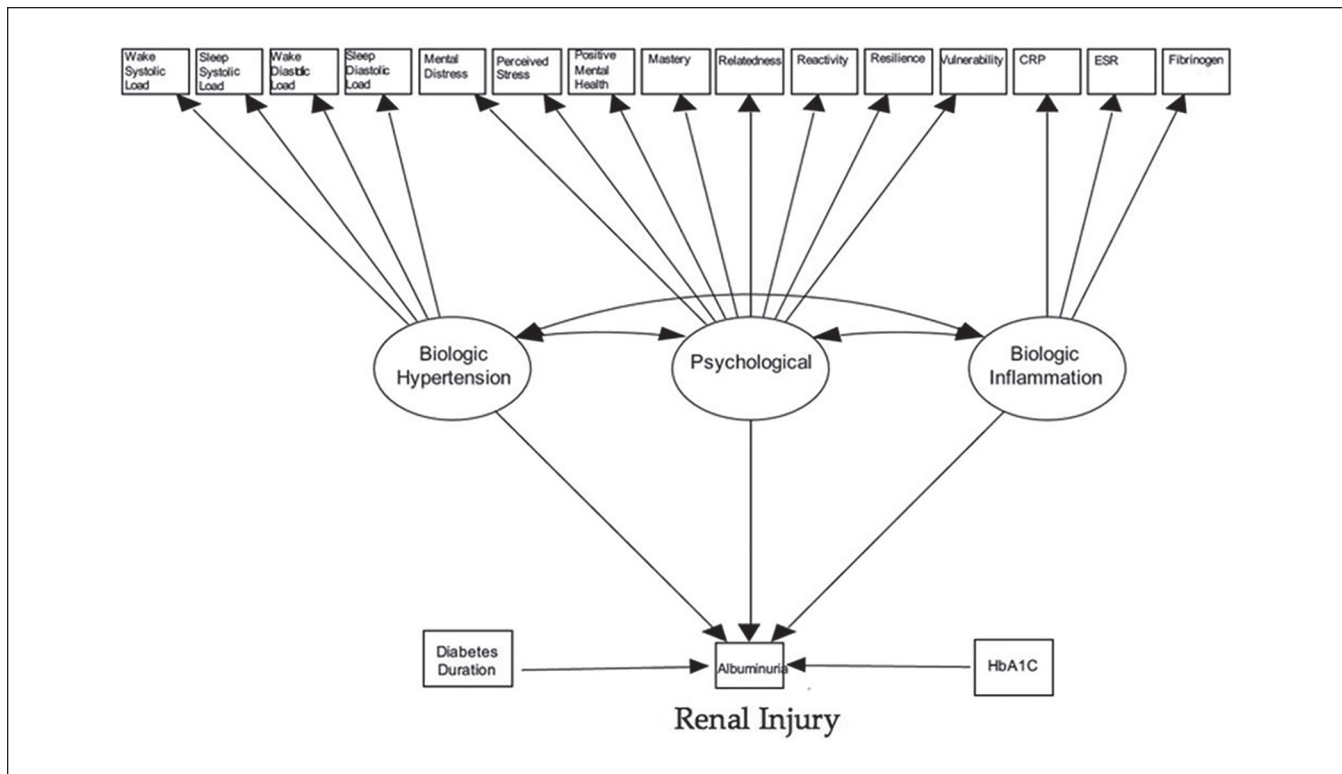 Wake
Systolic
Load
Sleep
Systolic
Load
Wake
Diastolic
Load
Sleep
Diastolic
Load
Mental
Distress
Perceived
Stress
Positive
Mental
Health
Mastery
Relatedness
Reactivity
Resilience
Vulnerability
CRP
ESR
Fibrinogen
Biologic
Hypertension
Psychological
Biologic
Inflammation
Diabetes
Duration
Albuminuria
HbA1C
Renal Injury